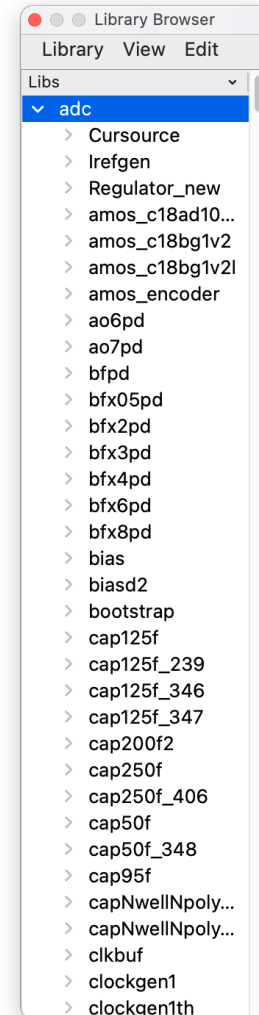 Library Browser
Library View Edit
Libs
adc
Cursource
Irefgen
Regulator_new
amos_c18ad10...
amos_c18bg1v2
amos_c18bg1v2l
amos_encoder
ao6pd
ao7pd
bfpd
bfx05pd
bfx2pd
bfx3pd
bfx4pd
bfx6pd
bfx8pd
bias
biasd2
bootstrap
cap125f
cap125f_239
cap125f_346
cap125f_347
cap200f2
cap250f
cap250f_406
cap50f
cap50f_348
cap95f
capNwellNpoly...
capNwellNpoly...
clkbuf
clockgen1
clockgen1th